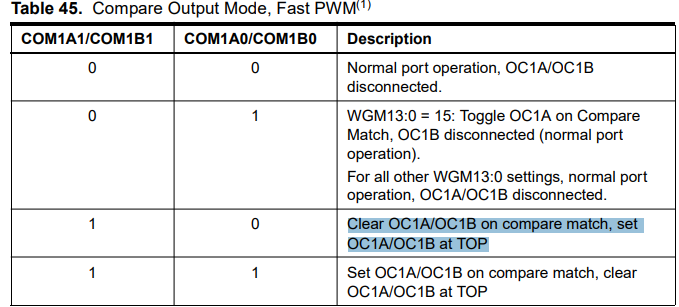 Table 45. Compare Output Mode, Fast PWM(1)
COM1A1/COM1B1 COM1A0/COM1B0 Description
0 0 Normal port operation, OC1A/OC1B
disconnected.
0 1 WGM13:0 = 15: Toggle OC1A on Compare
Match, OC1B disconnected (normal port
operation).
For all other WGM13:0 settings, normal port
operation, OC1A/OC1B disconnected.
1 0 Clear OC1A/OC1B on compare match, set
OC1A/OC1B at TOP
1 1 Set OC1A/OC1B on compare match, clear
OC1A/OC1B at TOP